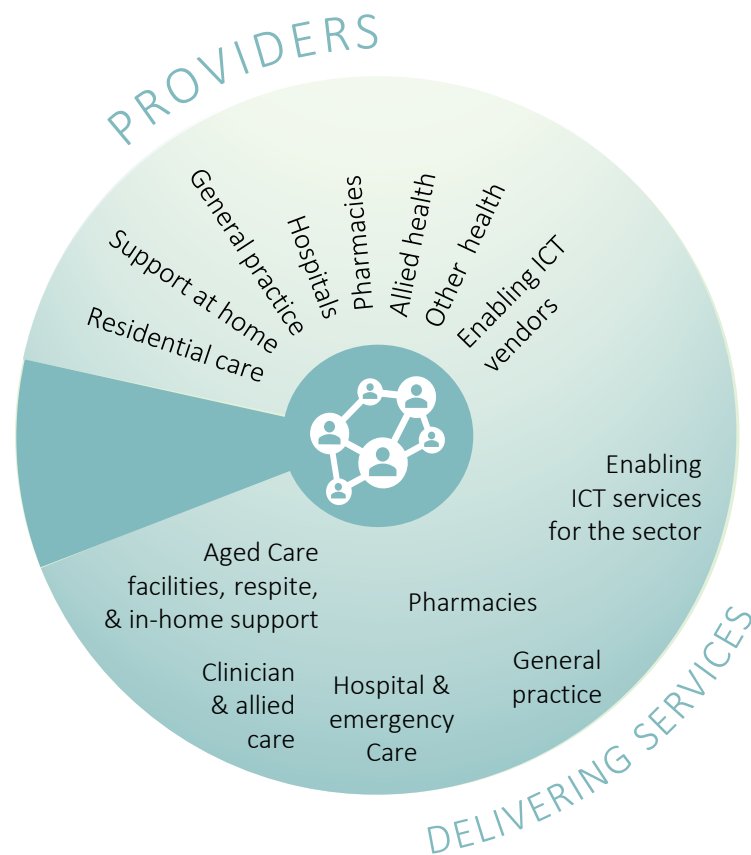 PROVIDERS
Residential care
Support at home
General practice
Hospitals
Pharmacies
Allied health
Other health
Enabling ICT
vendors
Enabling
ICT services
for the sector
Aged Care
facilities, respite,
& in-home support
Pharmacies
Clinician
& allied
care
Hospital &
emergency
Care
General
practice
DELIVERING SERVICES